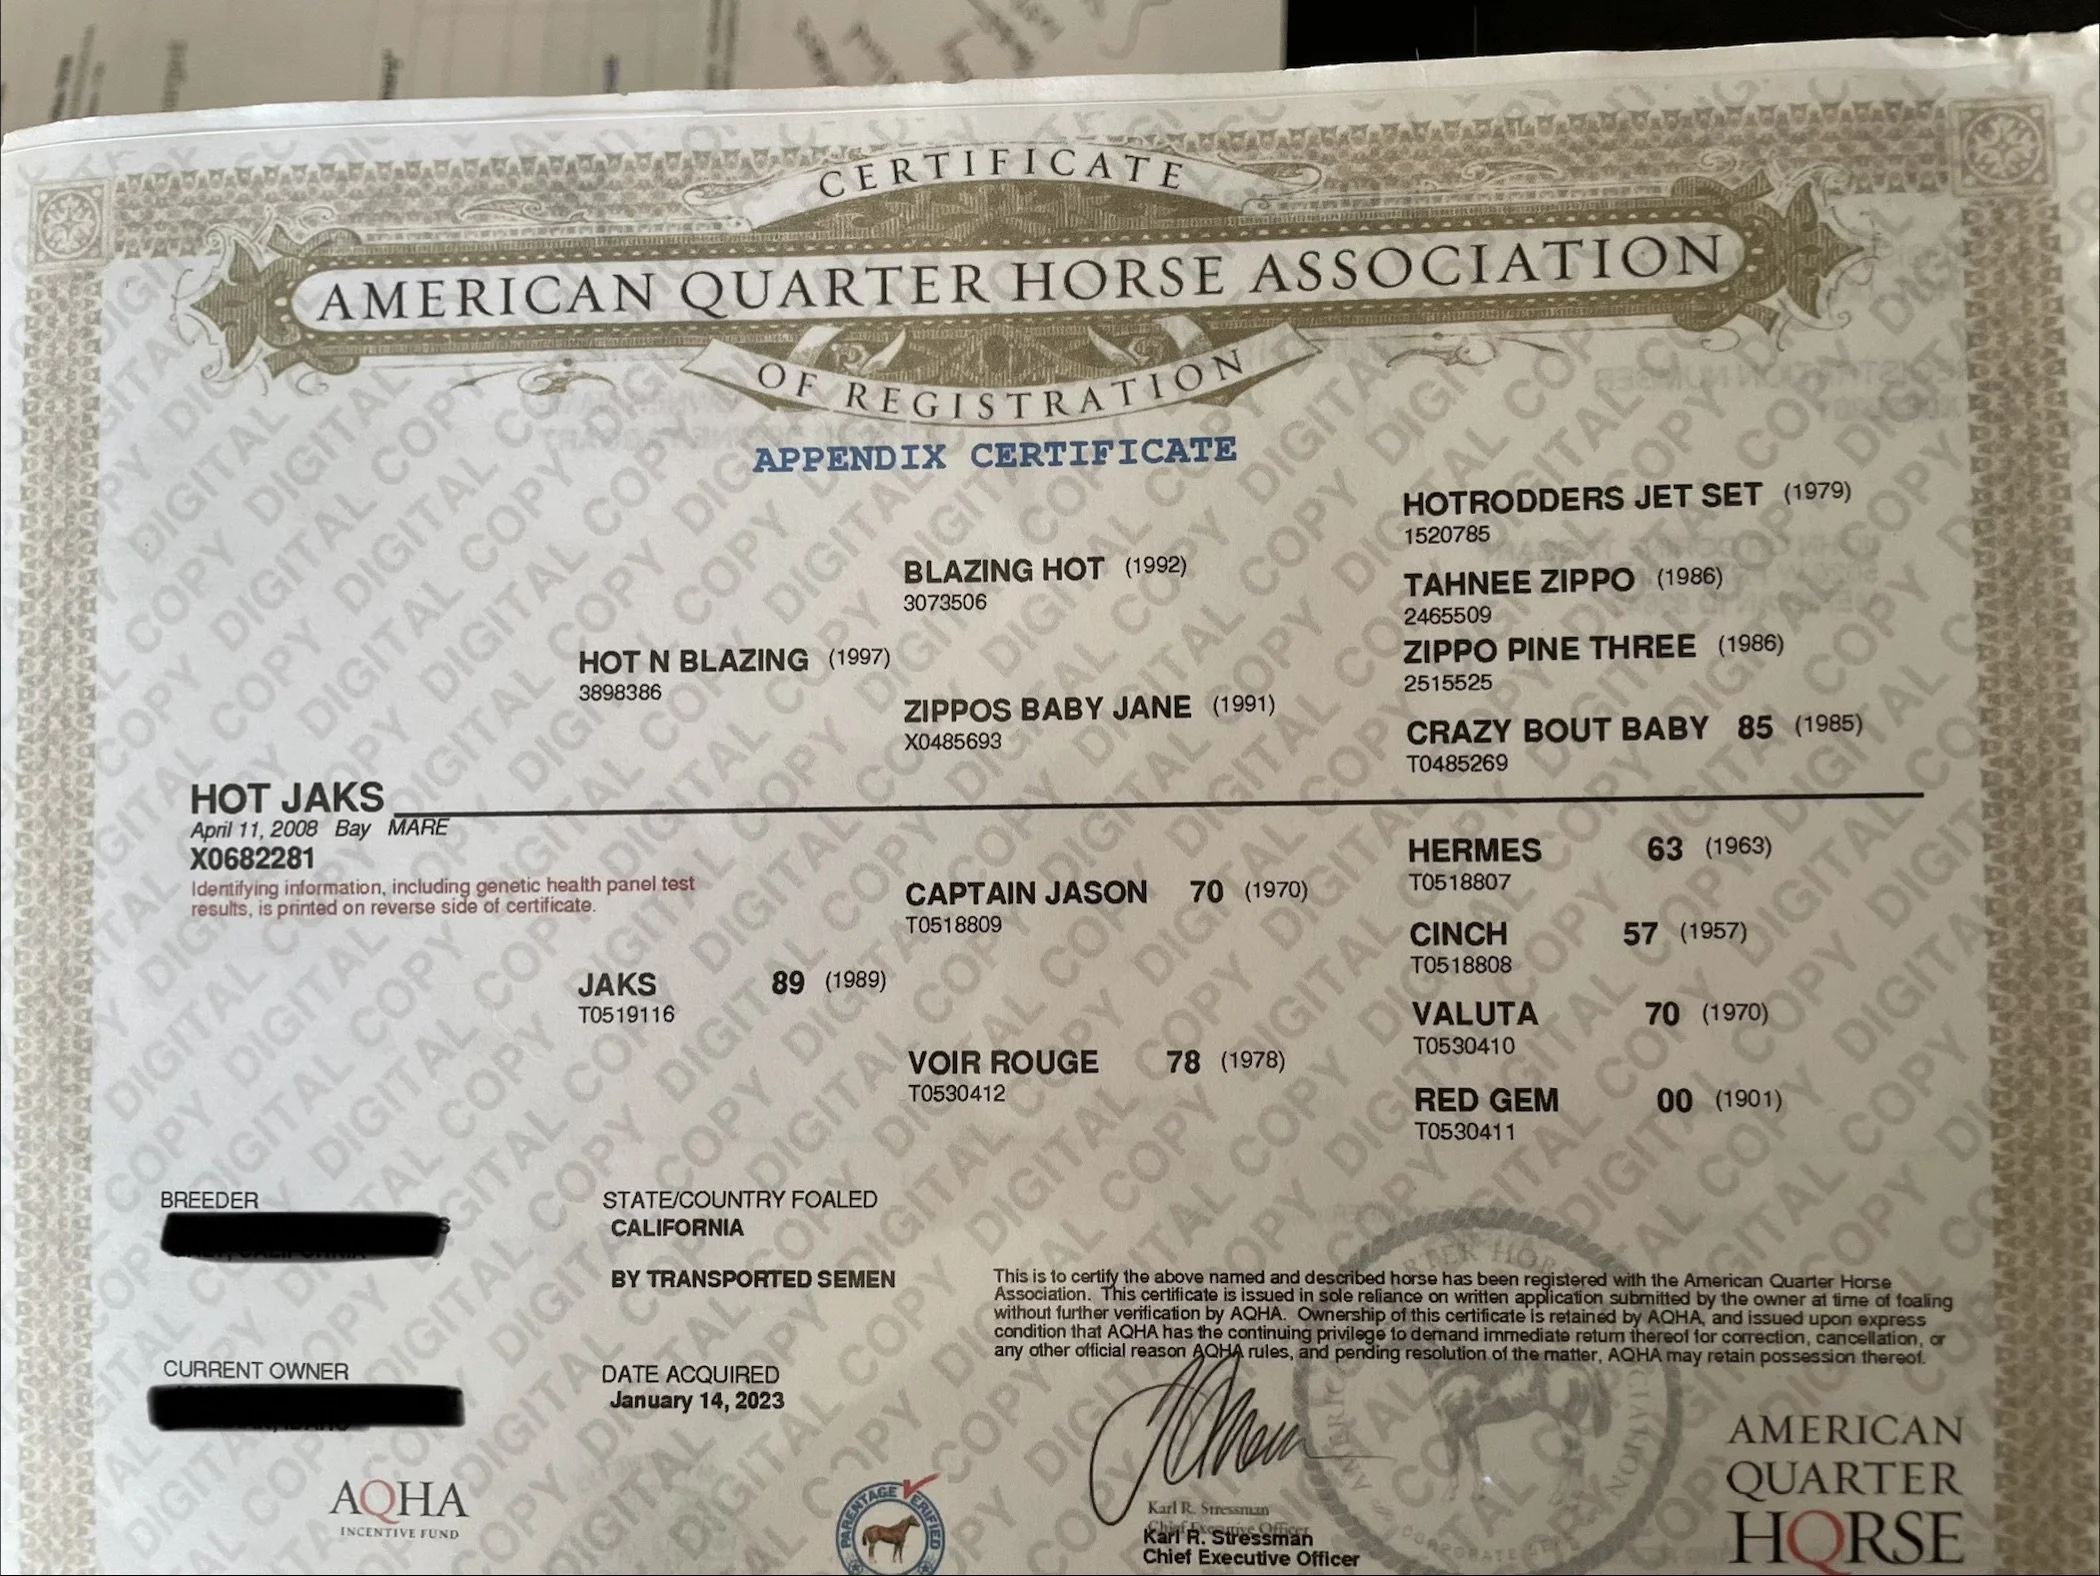 CERTIFICATE
AMERICAN QUARTER HORSE ASSOCIATION
OF REGISTRATION
APPENDIX CERTIFICATE
HOTRODDERS JET SET (1979)
1520785
BLAZING HOT (1992)
3073506
TAHNEE ZIPPO (1986)
2465509
HOT N BLAZING (1997)
3898386
ZIPPO PINE THREE (1986)
2515525
ZIPPOS BABY JANE (1991)
X0485693
CRAZY BOUT BABY 85 (1985)
T0485269
HOT JAKS
April 11, 2008 Bay MARE
X0682281
Identifying information, including genetic health panel test
results, is printed on reverse side of certificate.
HERMES 63 (1963)
T0518807
CAPTAIN JASON 70 (1970)
T0518809
CINCH 57 (1957)
T0518808
JAKS 89 (1989)
T0519116
VALUTA 70 (1970)
T0530410
VOIR ROUGE 78 (1978)
T0530412
RED GEM 00 (1901)
T0530411
BREEDER
STATE/COUNTRY FOALED
CALIFORNIA
BY TRANSPORTED SEMEN
This is to certify the above named and described horse has been registered with the American Quarter Horse
Association. This certificate is issued in sole reliance on written application submitted by the owner at time of foaling
without further verification by AQHA. Ownership of this certificate is retained by AQHA, and issued upon express
condition that AQHA has the continuing privilege to demand immediate return thereof for correction, cancellation, or
any other official reason AQHA rules, and pending resolution of the matter, AQHA may retain possession thereof.
CURRENT OWNER
DATE ACQUIRED
January 14, 2023
AQHA
INCENTIVE FUND
PARENTAGE VERIFIED
Karl R. Stressman
Chief Executive Officer
Karl R. Stressman
Chief Executive Officer
AMERICAN
QUARTER
HORSE
DIGITAL COPY